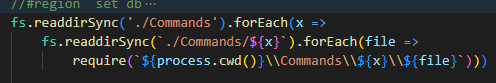 //#region  set db···
fs.readdirSync('./Commands').forEach(x =>
    fs.readdirSync(`./Commands/${x}`).forEach(file =>
        require(`${process.cwd()}\\Commands\\${x}\\${file}`)))